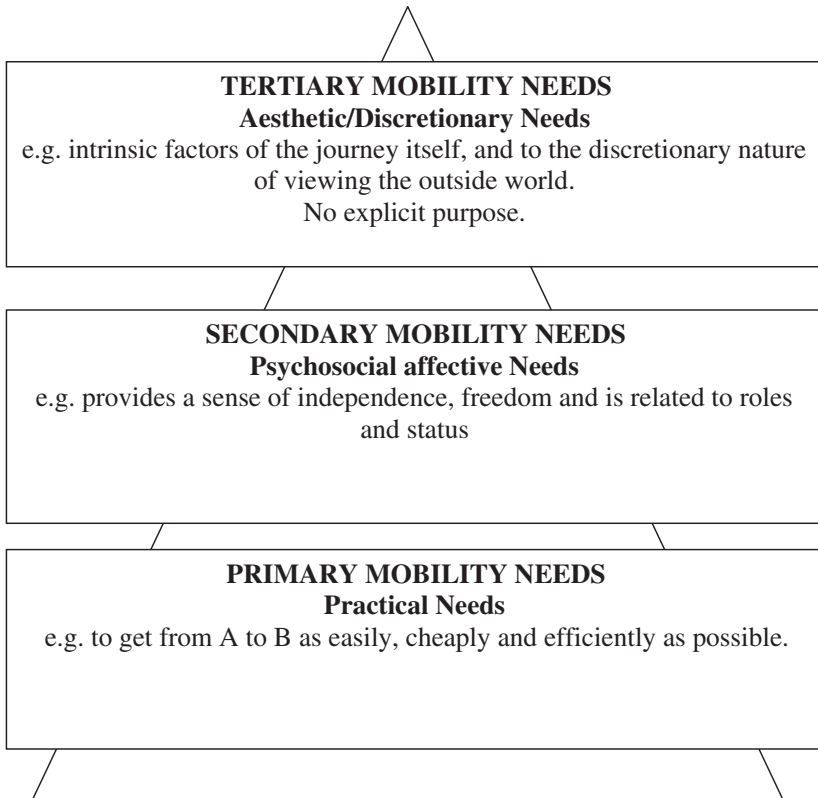 TERTIARY MOBILITY NEEDS
Aesthetic/Discretionary Needs
e.g. intrinsic factors of the journey itself, and to the discretionary nature
of viewing the outside world.
No explicit purpose.
SECONDARY MOBILITY NEEDS
Psychosocial affective Needs
e.g. provides a sense of independence, freedom and is related to roles
and status
PRIMARY MOBILITY NEEDS
Practical Needs
e.g. to get from A to B as easily, cheaply and efficiently as possible.